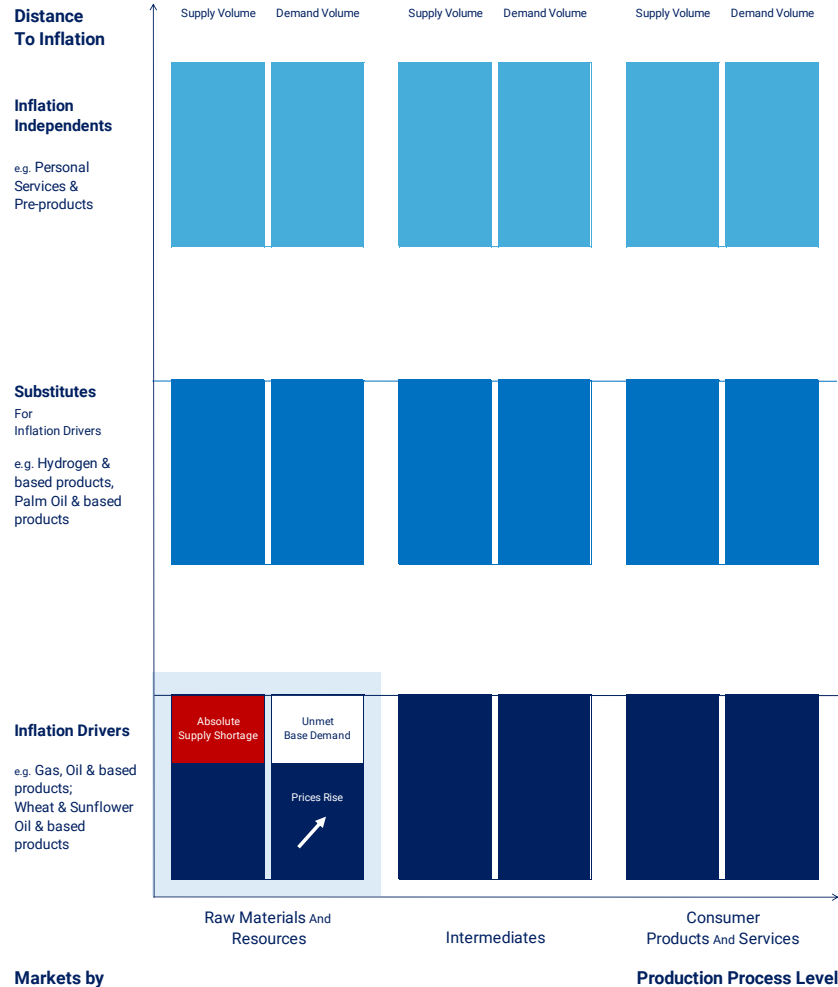 Distance
To Inflation
Supply Volume
Demand Volume
Supply Volume
Demand Volume
Supply Volume
Demand Volume
Inflation
Independents
e.g. Personal
Services &
Pre-products
Substitutes
For
Inflation Drivers
e.g. Hydrogen &
based products,
Palm Oil & based
products
Inflation Drivers
e.g. Gas, Oil & based
products;
Wheat & Sunflower
Oil & based
products
Absolute
Supply Shortage
Unmet
Base Demand
Prices Rise
Raw Materials And
Resources
Intermediates
Consumer
Products And Services
Markets by
Production Process Level